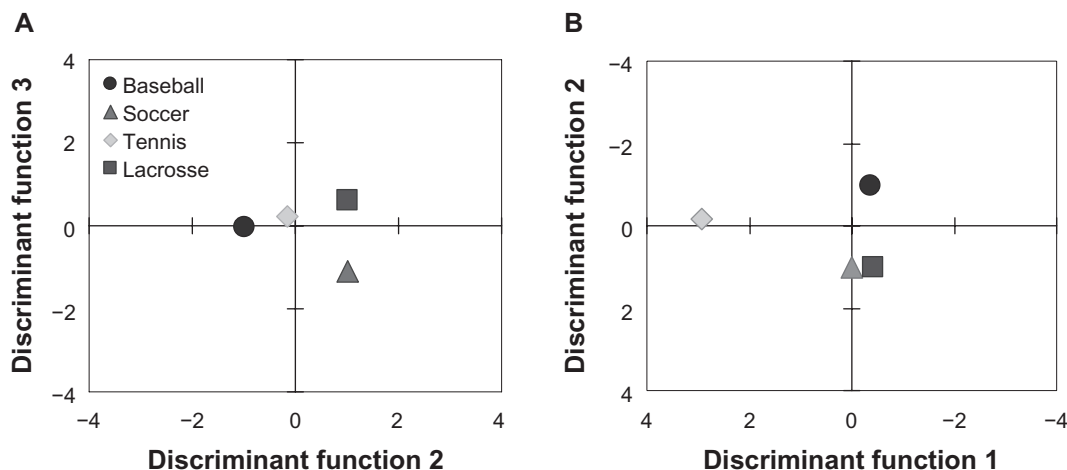 A
Discriminant function 3
4
2
0
−2
−4
Baseball
Soccer
Tennis
Lacrosse
−4
−2
0
2
4
Discriminant function 2
B
Discriminant function 2
−4
−2
0
2
4
4
2
0
−2
−4
Discriminant function 1